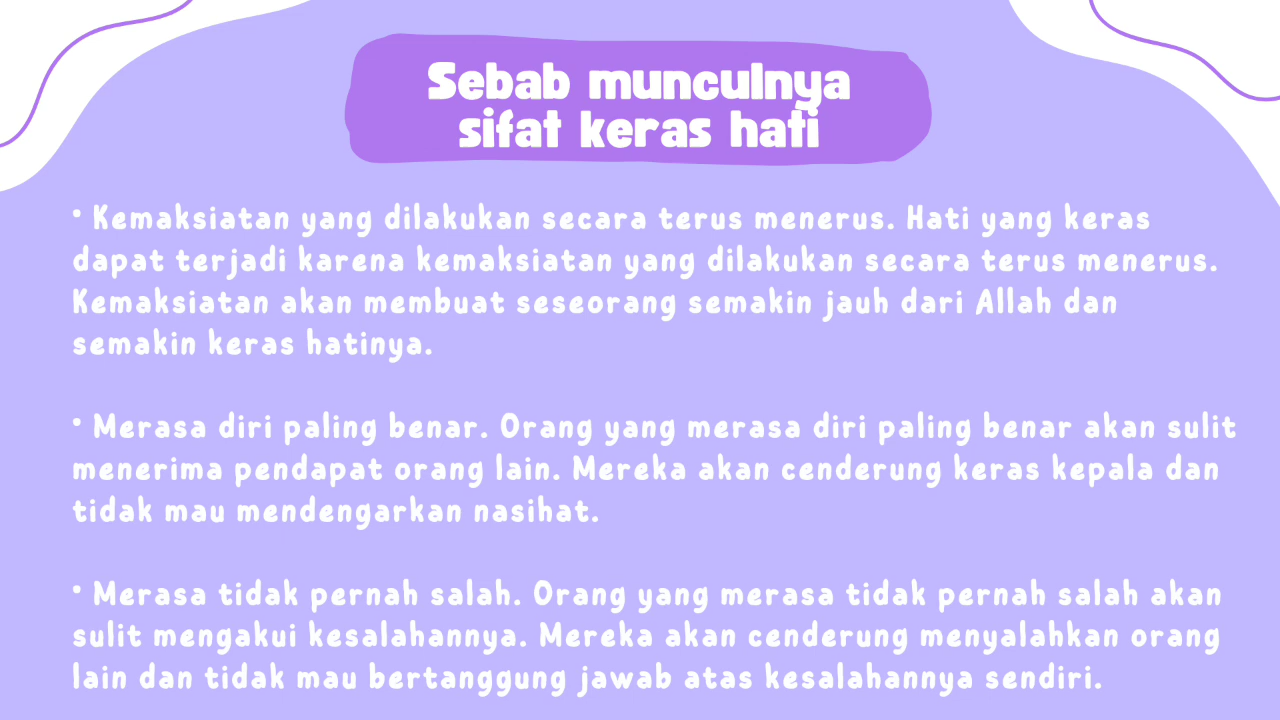 Sebab munculnya
sifat keras hati
• Kemaksiatan yang dilakukan secara terus menerus. Hati yang keras
dapat terjadi karena kemaksiatan yang dilakukan secara terus menerus.
Kemaksiatan akan membuat seseorang semakin jauh dari Allah dan
semakin keras hatinya.
• Merasa diri paling benar. Orang yang merasa diri paling benar akan sulit
menerima pendapat orang lain. Mereka akan cenderung keras kepala dan
tidak mau mendengarkan nasihat.
• Merasa tidak pernah salah. Orang yang merasa tidak pernah salah akan
sulit mengakui kesalahannya. Mereka akan cenderung menyalahkan orang
lain dan tidak mau bertanggung jawab atas kesalahannya sendiri.